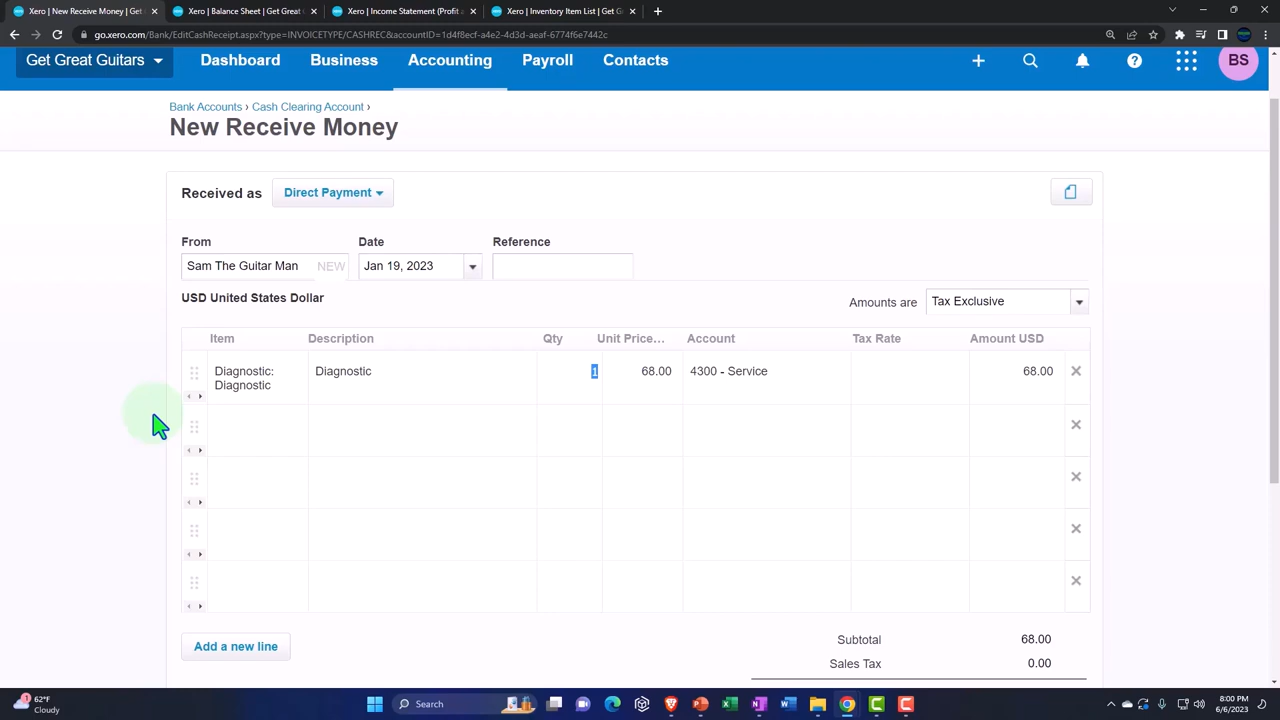 Xero | New Receive Money | Get G
Xero | Balance Sheet | Get Great G
Xero | Income Statement (Profit a
Xero | Inventory Item List | Get Gr
go.xero.com/Bank/EditCashReceipt.aspx?type=INVOICETYPE/CASHREC&accountID=1d4f8ecf-a4e2-4d3d-aeaf-6774f6e7442c
Get Great Guitars
Dashboard
Business
Accounting
Payroll
Contacts
BS
Bank Accounts › Cash Clearing Account ›
New Receive Money
Received as
Direct Payment
From
Date
Reference
Sam The Guitar Man
NEW
Jan 19, 2023
USD United States Dollar
Amounts are
Tax Exclusive
Item
Description
Qty
Unit Price...
Account
Tax Rate
Amount USD
Diagnostic:
Diagnostic
Diagnostic
1
68.00
4300 - Service
68.00
Add a new line
Subtotal
68.00
Sales Tax
0.00
1
62°F
Cloudy
Search
8:00 PM
6/6/2023